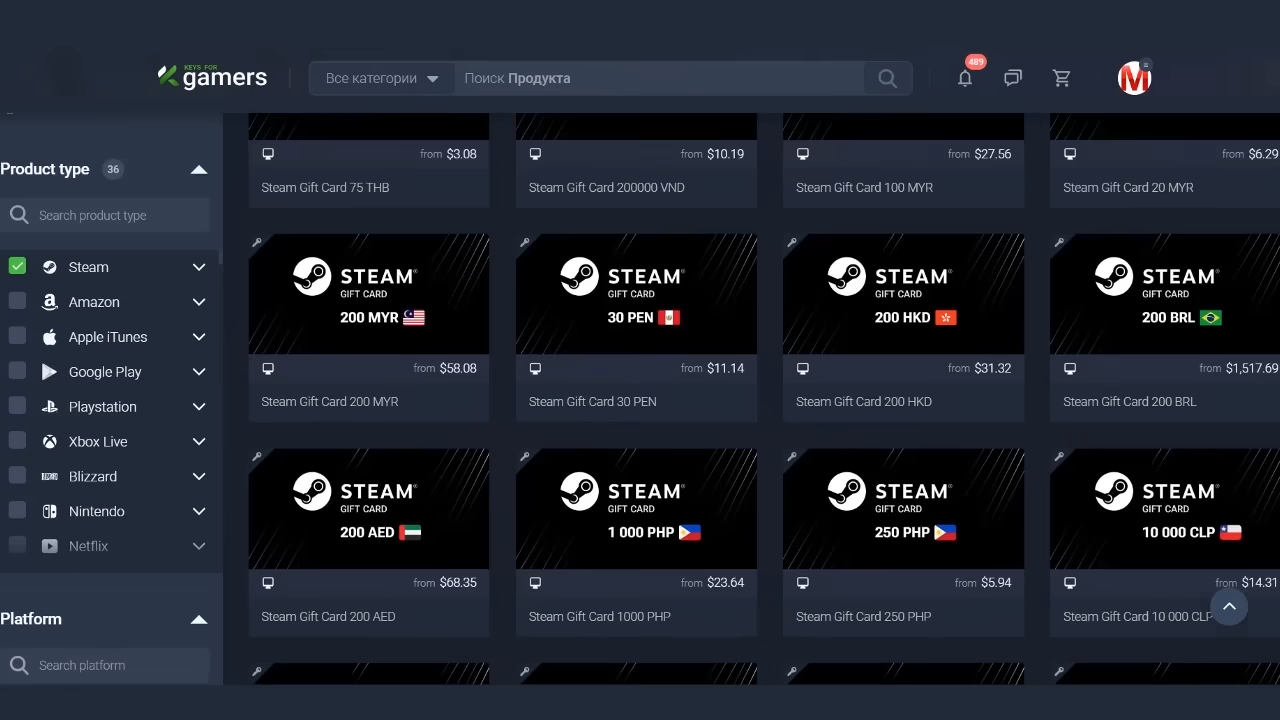 KEYS FOR
gamers
Все категории
Поиск Продукта
489
Product type 36
Search product type
Steam
Amazon
Apple iTunes
Google Play
Playstation
Xbox Live
Blizzard
Nintendo
Netflix
Platform
Search platform
from $3.08
Steam Gift Card 75 THB
from $10.19
Steam Gift Card 200000 VND
from $27.56
Steam Gift Card 100 MYR
from $6.29
Steam Gift Card 20 MYR
STEAM®
GIFT CARD
200 MYR
from $58.08
Steam Gift Card 200 MYR
STEAM®
GIFT CARD
30 PEN
from $11.14
Steam Gift Card 30 PEN
STEAM®
GIFT CARD
200 HKD
from $31.32
Steam Gift Card 200 HKD
STEAM®
GIFT CARD
200 BRL
from $1,517.69
Steam Gift Card 200 BRL
STEAM®
GIFT CARD
200 AED
from $68.35
Steam Gift Card 200 AED
STEAM®
GIFT CARD
1 000 PHP
from $23.64
Steam Gift Card 1000 PHP
STEAM®
GIFT CARD
250 PHP
from $5.94
Steam Gift Card 250 PHP
STEAM®
GIFT CARD
10 000 CLP
from $14.31
Steam Gift Card 10 000 CLP